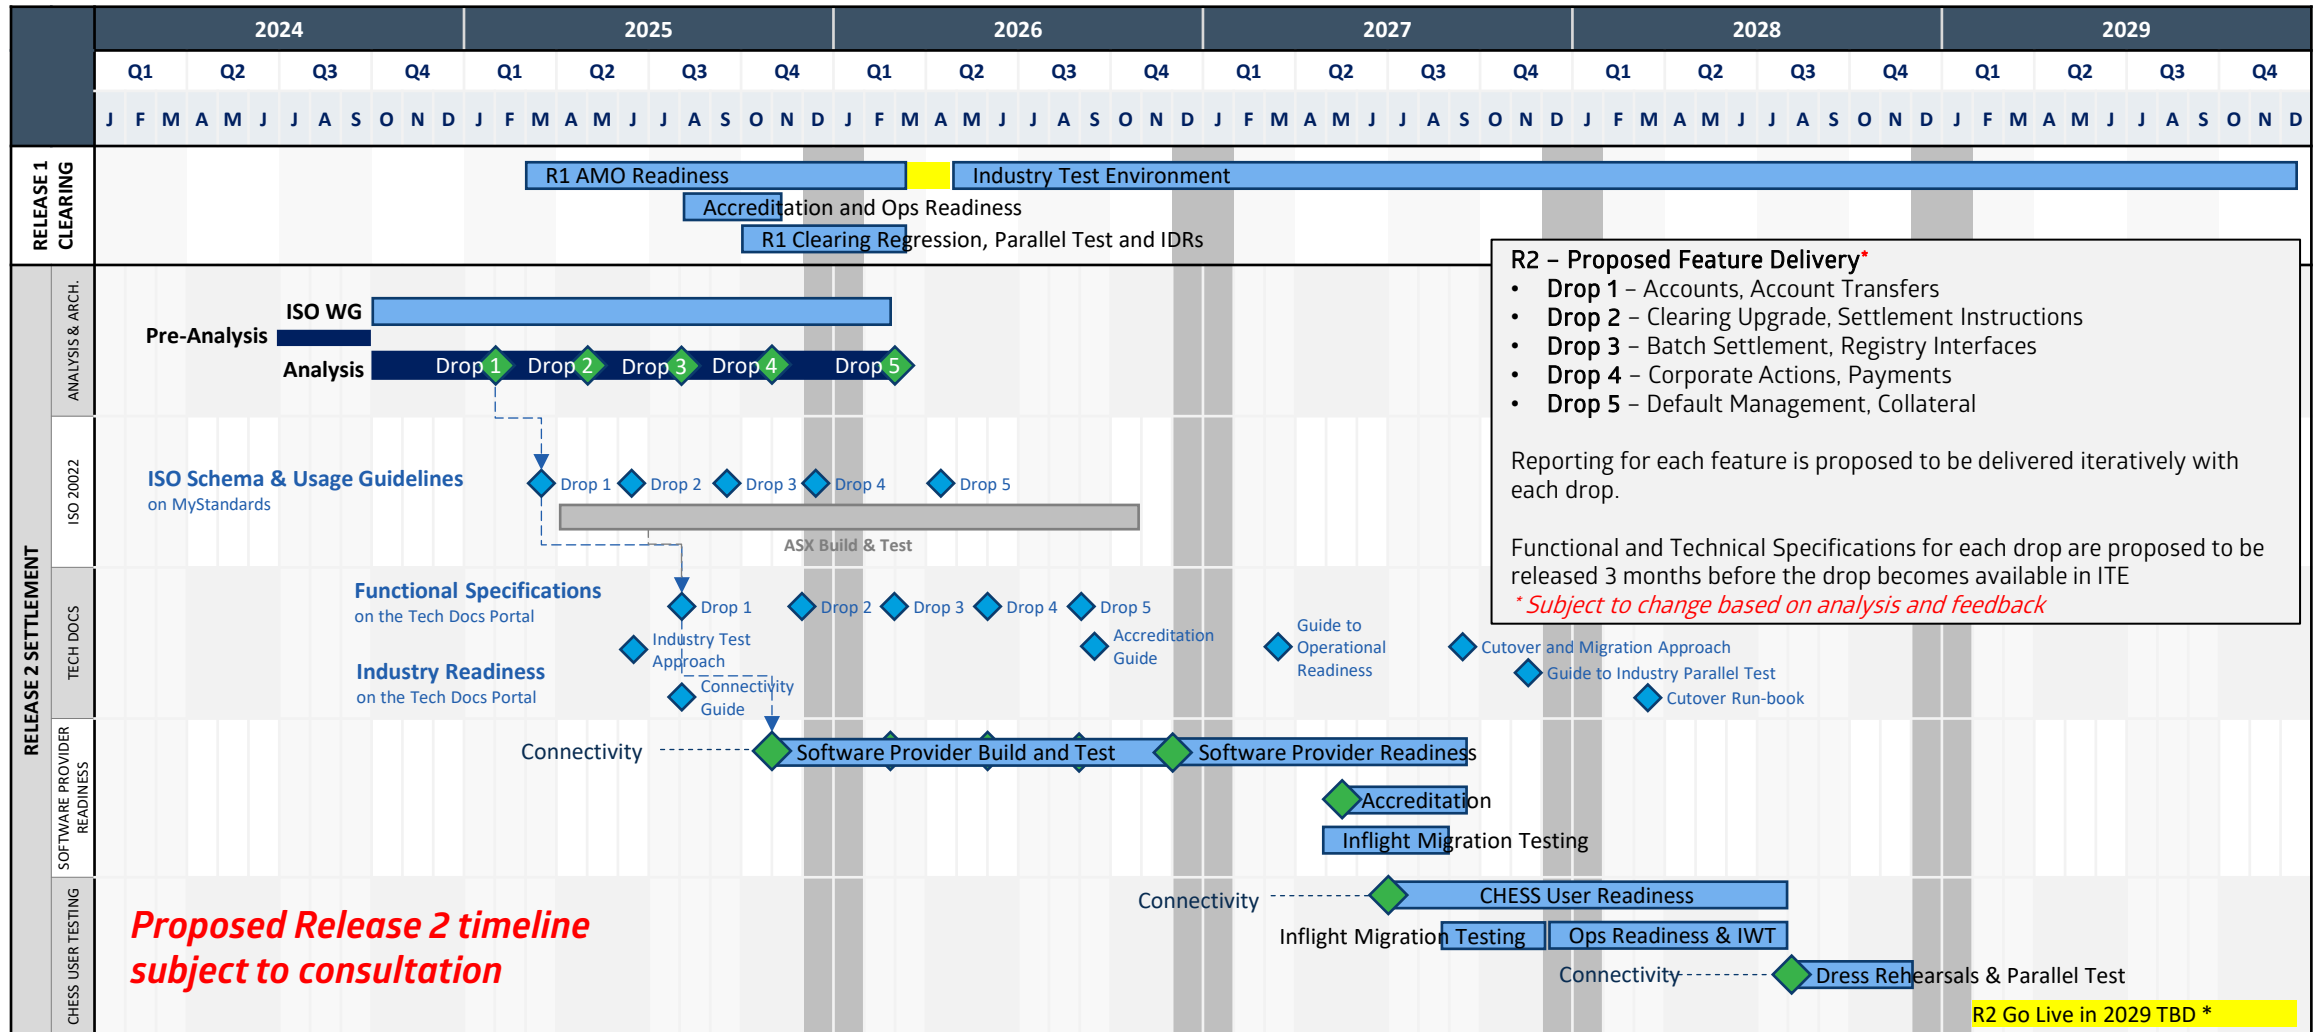 2024 2025 2026 2027 2028 2029
Q1 Q2 Q3 Q4 Q1 Q2 Q3 Q4 Q1 Q2 Q3 Q4 Q1 Q2 Q3 Q4 Q1 Q2 Q3 Q4 Q1 Q2 Q3 Q4
J F M A M J J A S O N D J F M A M J J A S O N D J F M A M J J A S O N D J F M A M J J A S O N D J F M A M J J A S O N D J F M A M J J A S O N D
RELEASE 1
CLEARING
R1 AMO Readiness
Industry Test Environment
Accreditation and Ops Readiness
R1 Clearing Regression, Parallel Test and IDRs
R2 – Proposed Feature Delivery*
• Drop 1 – Accounts, Account Transfers
• Drop 2 – Clearing Upgrade, Settlement Instructions
• Drop 3 – Batch Settlement, Registry Interfaces
• Drop 4 – Corporate Actions, Payments
• Drop 5 – Default Management, Collateral
Reporting for each feature is proposed to be delivered iteratively with
each drop.
Functional and Technical Specifications for each drop are proposed to be
released 3 months before the drop becomes available in ITE
* Subject to change based on analysis and feedback
RELEASE 2 SETTLEMENT
ANALYSIS & ARCH.
ISO WG
Pre-Analysis
Analysis
Drop 1
Drop 2
Drop 3
Drop 4
Drop 5
ISO 20022
ISO Schema & Usage Guidelines
on MyStandards
Drop 1
Drop 2
Drop 3
Drop 4
Drop 5
ASX Build & Test
TECH DOCS
Functional Specifications
on the Tech Docs Portal
Drop 1
Drop 2
Drop 3
Drop 4
Drop 5
Industry Readiness
on the Tech Docs Portal
Industry Test
Approach
Connectivity
Guide
Accreditation
Guide
Guide to
Operational
Readiness
Cutover and Migration Approach
Guide to Industry Parallel Test
Cutover Run-book
SOFTWARE PROVIDER
READINESS
Connectivity
Software Provider Build and Test
Software Provider Readiness
Accreditation
Inflight Migration Testing
CHESS USER TESTING
Connectivity
CHESS User Readiness
Inflight Migration Testing
Ops Readiness & IWT
Connectivity
Dress Rehearsals & Parallel Test
R2 Go Live in 2029 TBD *
Proposed Release 2 timeline
subject to consultation